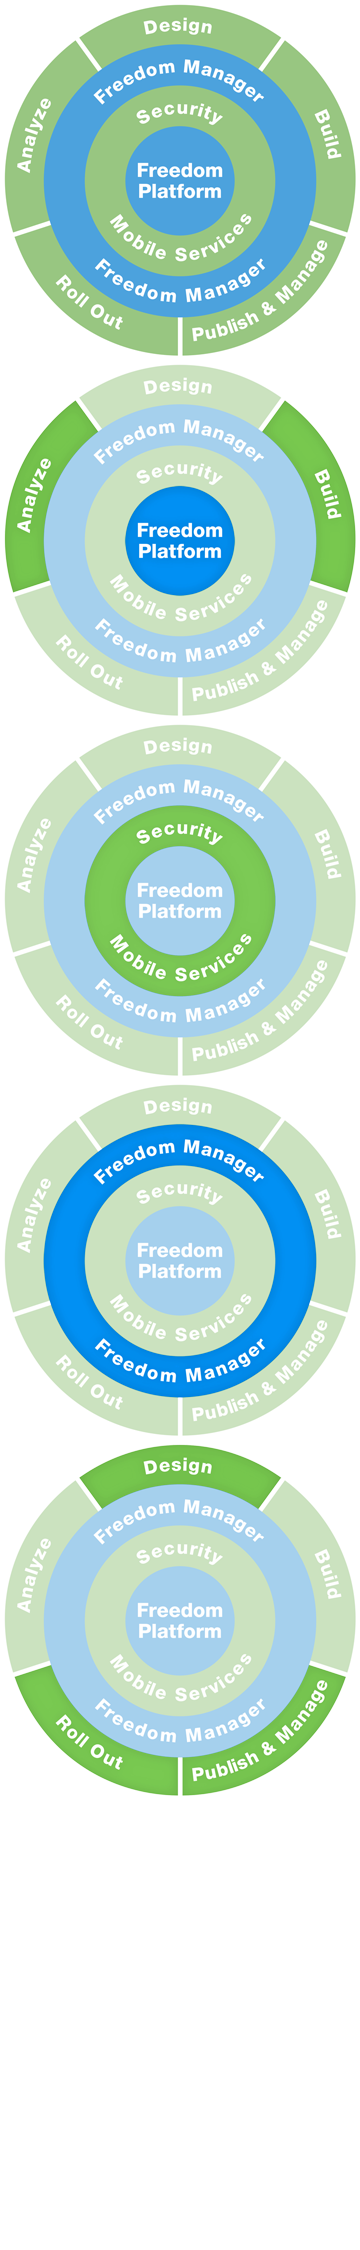 Design
Freedom Manager
Analyze
Security
Build
Freedom
Platform
Mobile Services
Freedom Manager
Roll Out
Publish & Manage
Design
Freedom Manager
Analyze
Security
Build
Freedom
Platform
Mobile Services
Freedom Manager
Roll Out
Publish & Manage
Design
Freedom Manager
Analyze
Security
Build
Freedom
Platform
Mobile Services
Freedom Manager
Roll Out
Publish & Manage
Design
Freedom Manager
Analyze
Security
Build
Freedom
Platform
Mobile Services
Freedom Manager
Roll Out
Publish & Manage
Design
Freedom Manager
Analyze
Security
Build
Freedom
Platform
Mobile Services
Freedom Manager
Roll Out
Publish & Manage